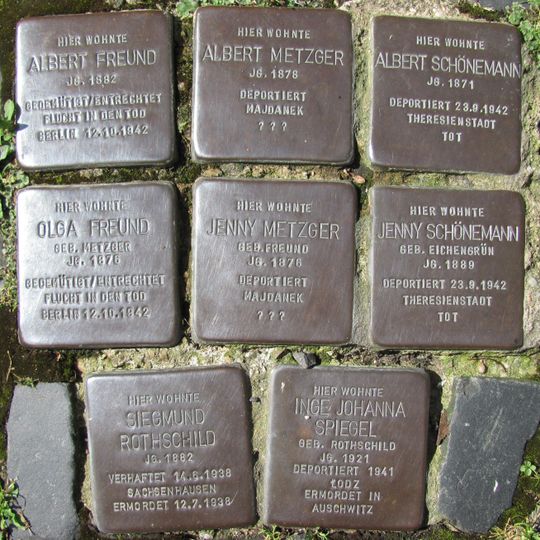 HIER WOHNTE
ALBERT FREUND
JG. 1882
GEDEMÜTIGT/ENTRECHTET
FLUCHT IN DEN TOD
BERLIN 12.10.1942
HIER WOHNTE
ALBERT METZGER
JG. 1878
DEPORTIERT
MAJDANEK
? ? ?
HIER WOHNTE
ALBERT SCHÖNEMANN
JG. 1871
DEPORTIERT 23.9.1942
THERESIENSTADT
TOT
HIER WOHNTE
OLGA FREUND
GEB. METZGER
JG. 1875
GEDEMÜTIGT/ENTRECHTET
FLUCHT IN DEN TOD
BERLIN 12.10.1942
HIER WOHNTE
JENNY METZGER
GEB. FREUND
JG. 1876
DEPORTIERT
MAJDANEK
? ? ?
HIER WOHNTE
JENNY SCHÖNEMANN
GEB. EICHENGRÜN
JG. 1889
DEPORTIERT 23.9.1942
THERESIENSTADT
TOT
HIER WOHNTE
SIEGMUND
ROTHSCHILD
JG. 1882
VERHAFTET 14.6.1938
SACHSENHAUSEN
ERMORDET 12.7.1938
HIER WOHNTE
INGE JOHANNA
SPIEGEL
GEB. ROTHSCHILD
JG. 1921
DEPORTIERT 1941
ŁODZ
ERMORDET IN
AUSCHWITZ